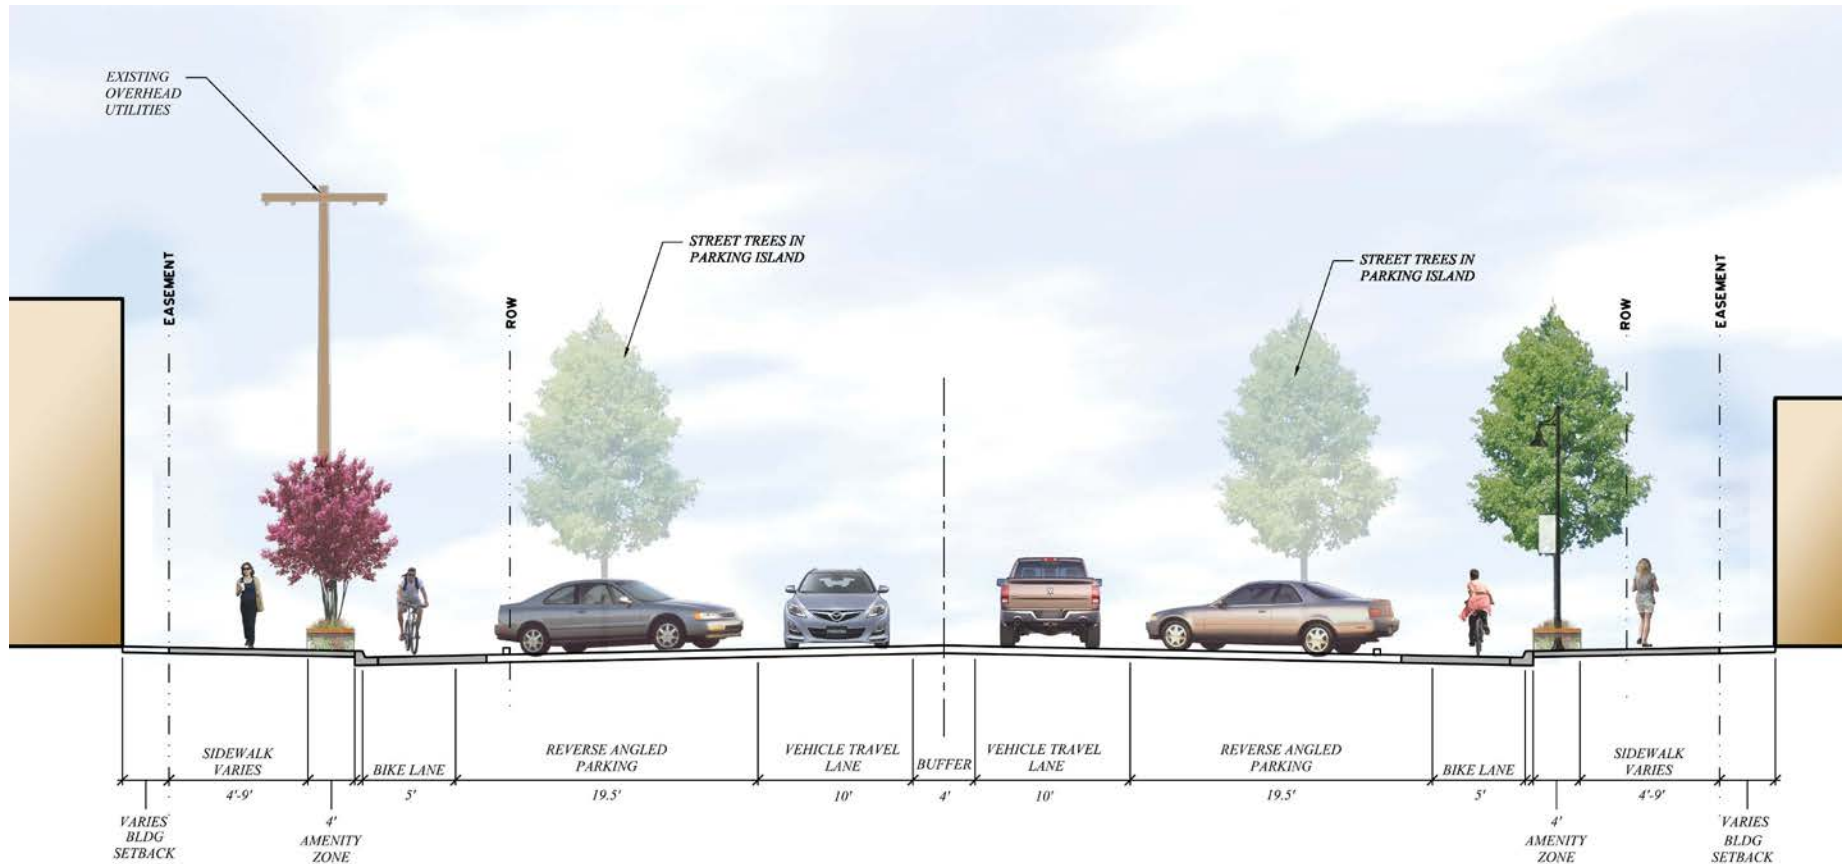 EXISTING
OVERHEAD
UTILITIES
STREET TREES IN
PARKING ISLAND
STREET TREES IN
PARKING ISLAND
EASEMENT
ROW
ROW
EASEMENT
SIDEWALK
VARIES
BIKE LANE
REVERSE ANGLED
PARKING
VEHICLE TRAVEL
LANE
BUFFER
VEHICLE TRAVEL
LANE
REVERSE ANGLED
PARKING
BIKE LANE
SIDEWALK
VARIES
4'-9'
5'
19.5'
10'
4'
10'
19.5'
5'
4'-9'
VARIES
BLDG
SETBACK
4'
AMENITY
ZONE
4'
AMENITY
ZONE
VARIES
BLDG
SETBACK